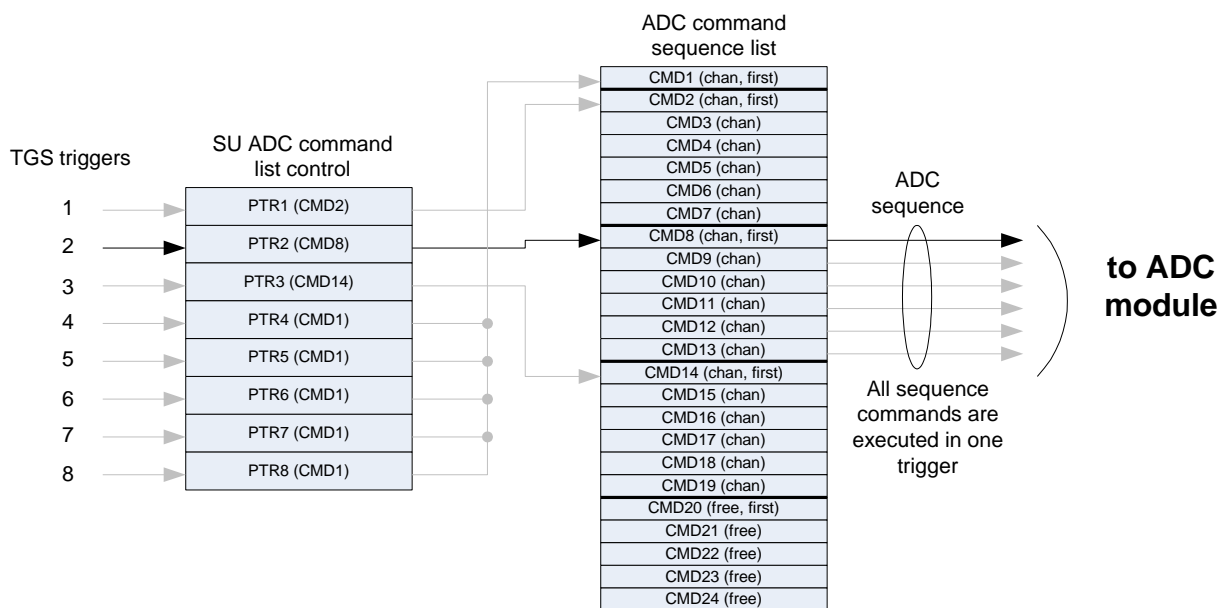 ADC command
sequence list
TGS triggers
1
2
3
4
5
6
7
8
SU ADC command
list control
PTR1 (CMD2)
PTR2 (CMD8)
PTR3 (CMD14)
PTR4 (CMD1)
PTR5 (CMD1)
PTR6 (CMD1)
PTR7 (CMD1)
PTR8 (CMD1)
CMD1 (chan, first)
CMD2 (chan, first)
CMD3 (chan)
CMD4 (chan)
CMD5 (chan)
CMD6 (chan)
CMD7 (chan)
CMD8 (chan, first)
CMD9 (chan)
CMD10 (chan)
CMD11 (chan)
CMD12 (chan)
CMD13 (chan)
CMD14 (chan, first)
CMD15 (chan)
CMD16 (chan)
CMD17 (chan)
CMD18 (chan)
CMD19 (chan)
CMD20 (free, first)
CMD21 (free)
CMD22 (free)
CMD23 (free)
CMD24 (free)
ADC
sequence
All sequence
commands are
executed in one
trigger
to ADC
module